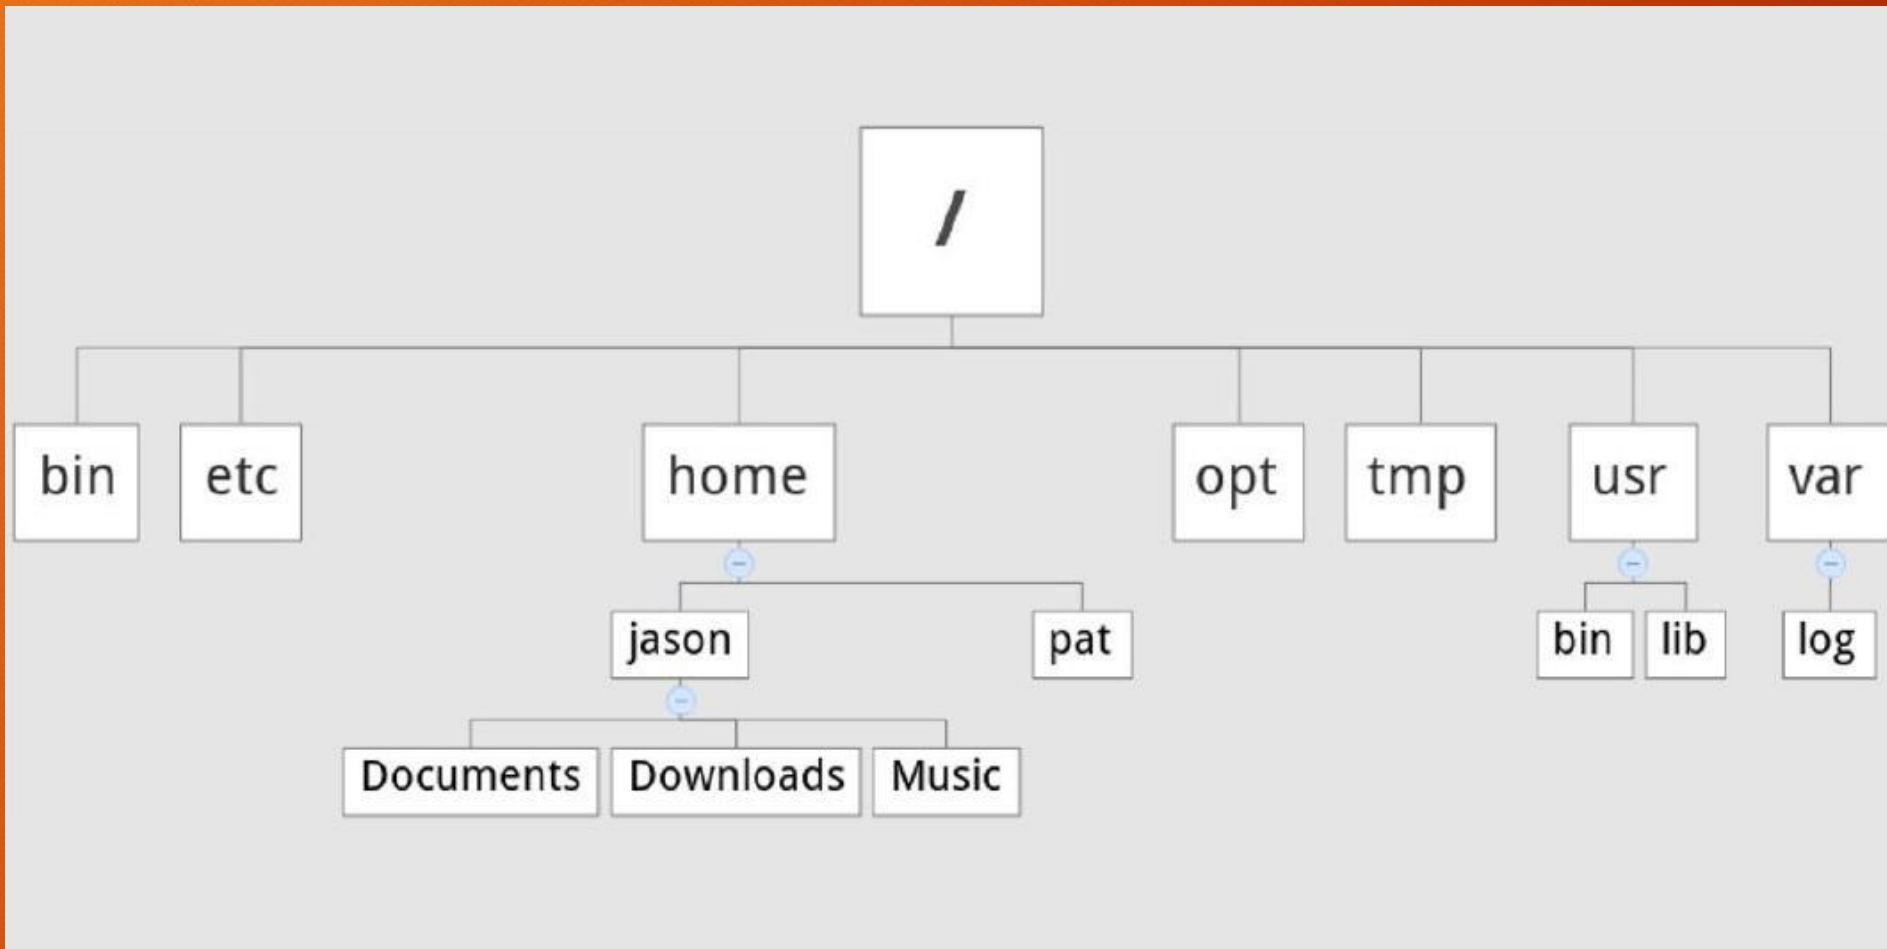 /
bin etc home opt tmp usr var
jason pat bin lib log
Documents Downloads Music